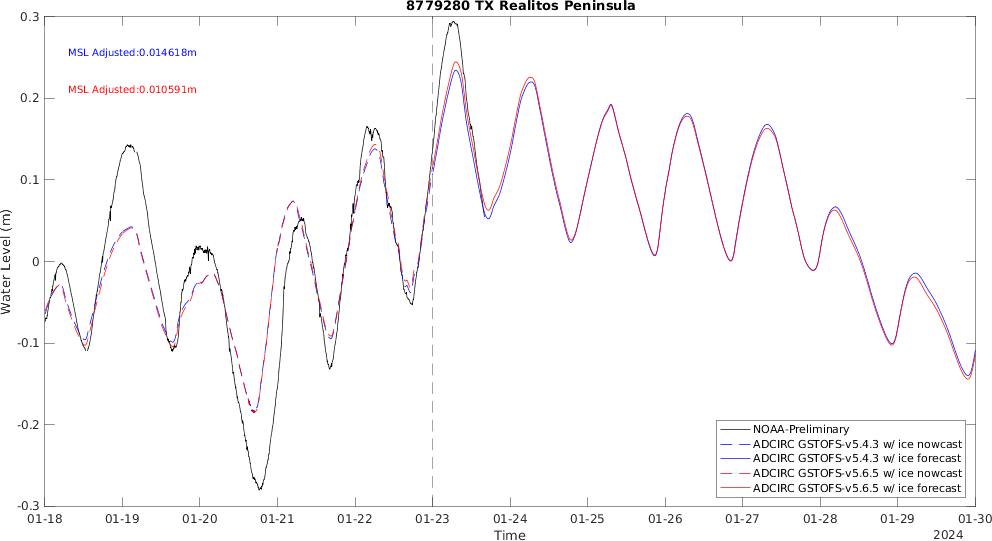 8779280 TX Realitos Peninsula
MSL Adjusted:0.014618m
MSL Adjusted:0.010591m
Water Level (m)
0.3
0.2
0.1
0
-0.1
-0.2
-0.3
NOAA-Preliminary
ADCIRC GSTOFS-v5.4.3 w/ ice nowcast
ADCIRC GSTOFS-v5.4.3 w/ ice forecast
ADCIRC GSTOFS-v5.6.5 w/ ice nowcast
ADCIRC GSTOFS-v5.6.5 w/ ice forecast
01-18 01-19 01-20 01-21 01-22 01-23 01-24 01-25 01-26 01-27 01-28 01-29 01-30
Time
2024